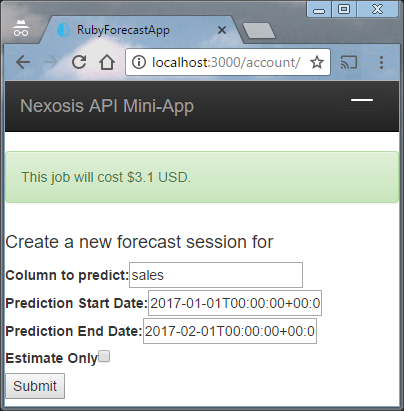 RubyForecastApp
localhost:3000/account/
Nexosis API Mini-App
This job will cost $3.1 USD.
Create a new forecast session for
Column to predict: sales
Prediction Start Date: 2017-01-01T00:00:00+00:0
Prediction End Date: 2017-02-01T00:00:00+00:0
Estimate Only
Submit